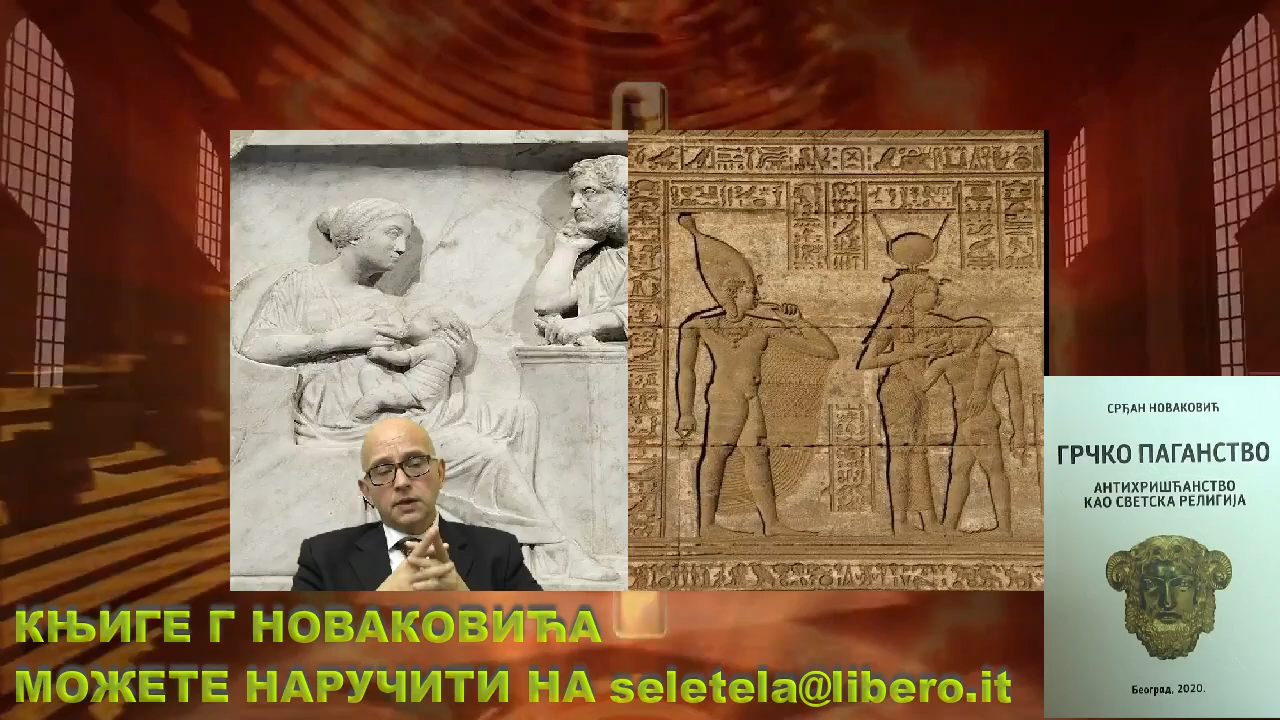 СРЂАН НОВАКОВИЋ
ГРЧКО ПАГАНСТВО
АНТИХРИШЋАНСТВО
КАО СВЕТСКА РЕЛИГИЈА
Београд, 2020.
КЊИГЕ Г НОВАКОВИЋА
МОЖЕТЕ НАРУЧИТИ НА seletela@libero.it